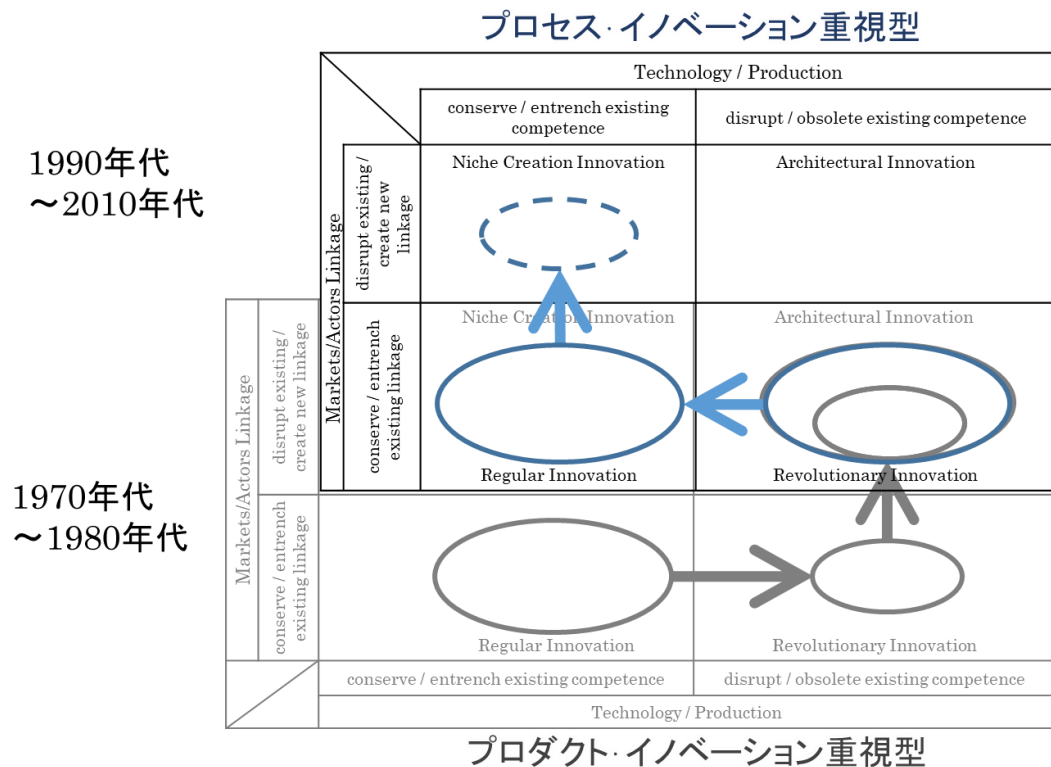 プロセス・イノベーション重視型
Technology / Production
conserve / entrench existing
competence
disrupt / obsolete existing competence
1990年代
～2010年代
Markets/Actors Linkage
disrupt existing /
create new
linkage
Niche Creation Innovation
Architectural Innovation
conserve / entrench
existing linkage
Niche Creation Innovation
Architectural Innovation
Regular Innovation
Revolutionary Innovation
1970年代
～1980年代
Markets/Actors Linkage
disrupt existing /
create new linkage
conserve / entrench
existing linkage
Regular Innovation
Revolutionary Innovation
conserve / entrench existing competence
disrupt / obsolete existing competence
Technology / Production
プロダクト・イノベーション重視型